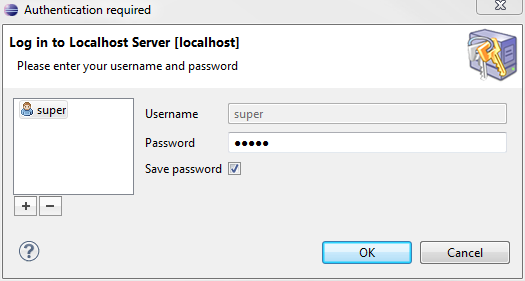 Authentication required
Log in to Localhost Server [localhost]
Please enter your username and password
super
Username super
Password •••••
Save password
OK Cancel